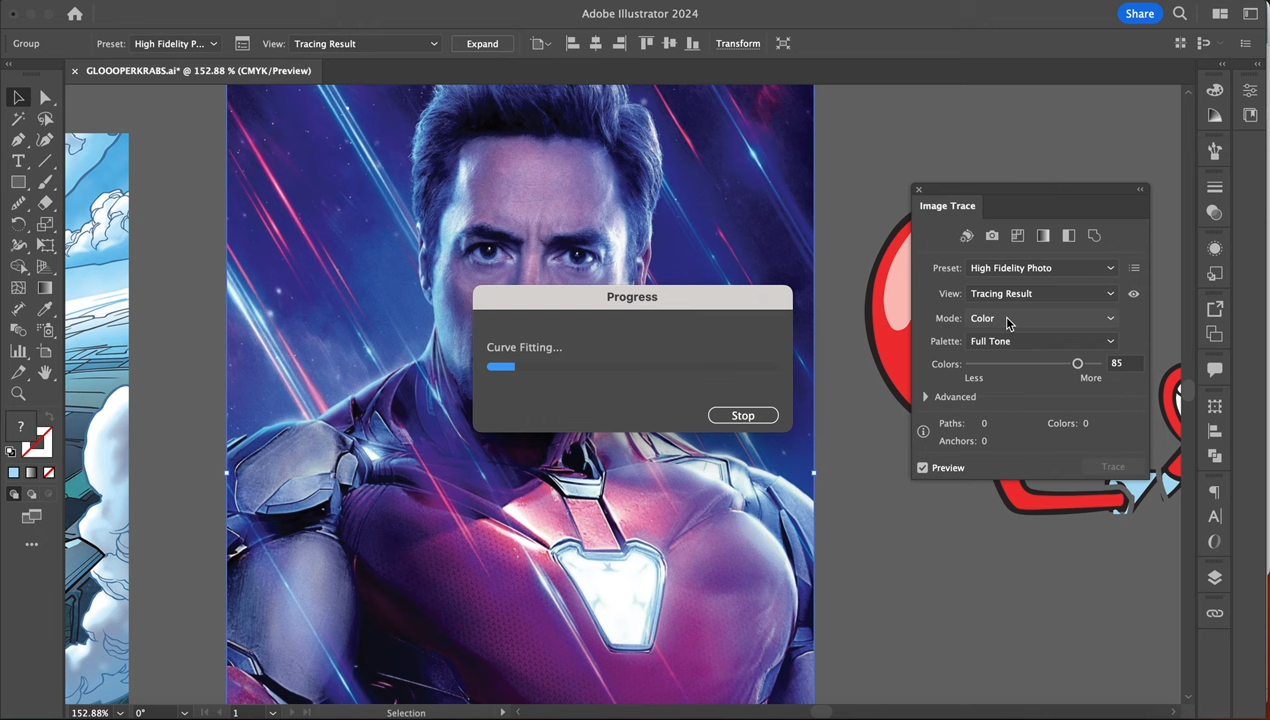 Adobe Illustrator 2024
Share
Group
Preset:
High Fidelity P...
View:
Tracing Result
Expand
Transform
GLOOOPERKRABS.ai* @ 152.88 % (CMYK/Preview)
Progress
Curve Fitting...
Stop
Image Trace
Preset:
High Fidelity Photo
View:
Tracing Result
Mode:
Color
Palette:
Full Tone
Colors:
85
Less
More
Advanced
Paths:
0
Colors: 0
Anchors: 0
Preview
Trace
?
152.88%
0°
1
Selection